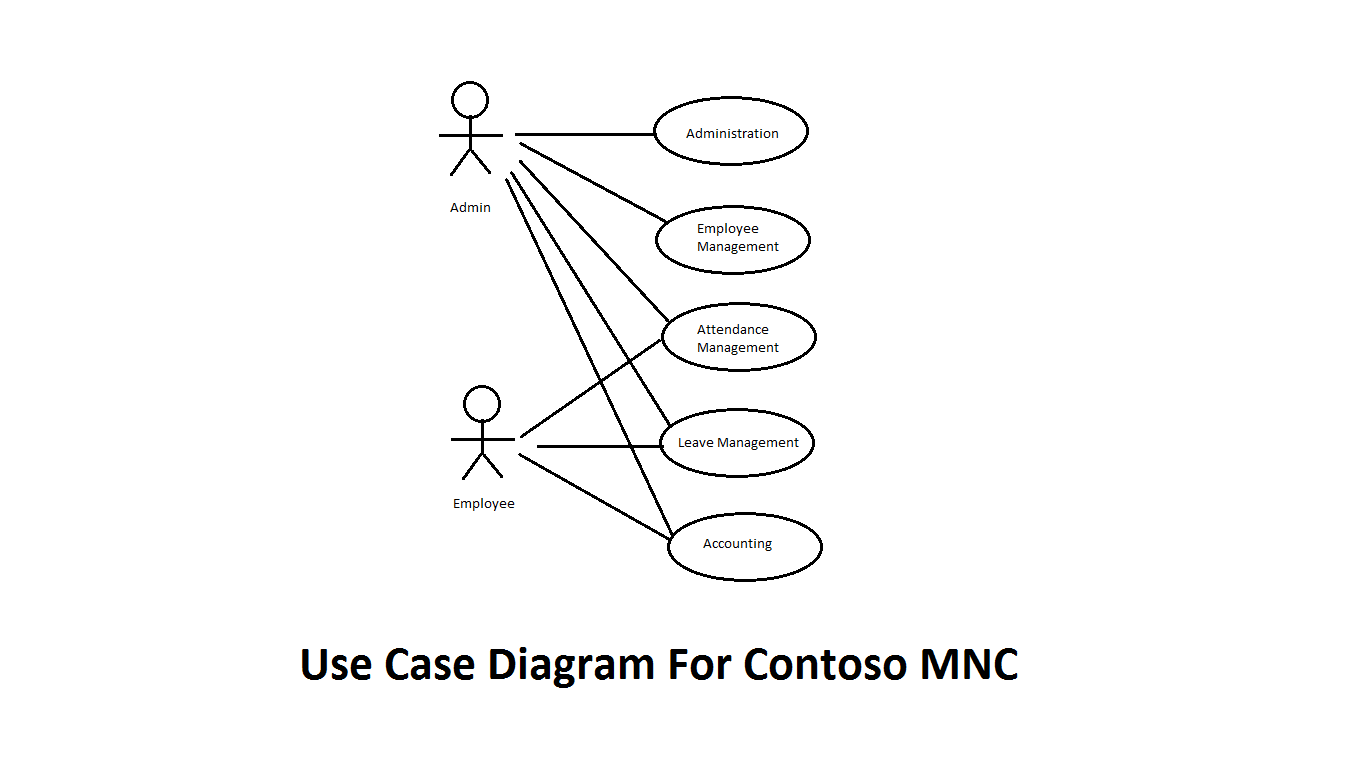 Administration
Admin
Employee
Management
Attendance
Management
Leave Management
Employee
Accounting
Use Case Diagram For Contoso MNC